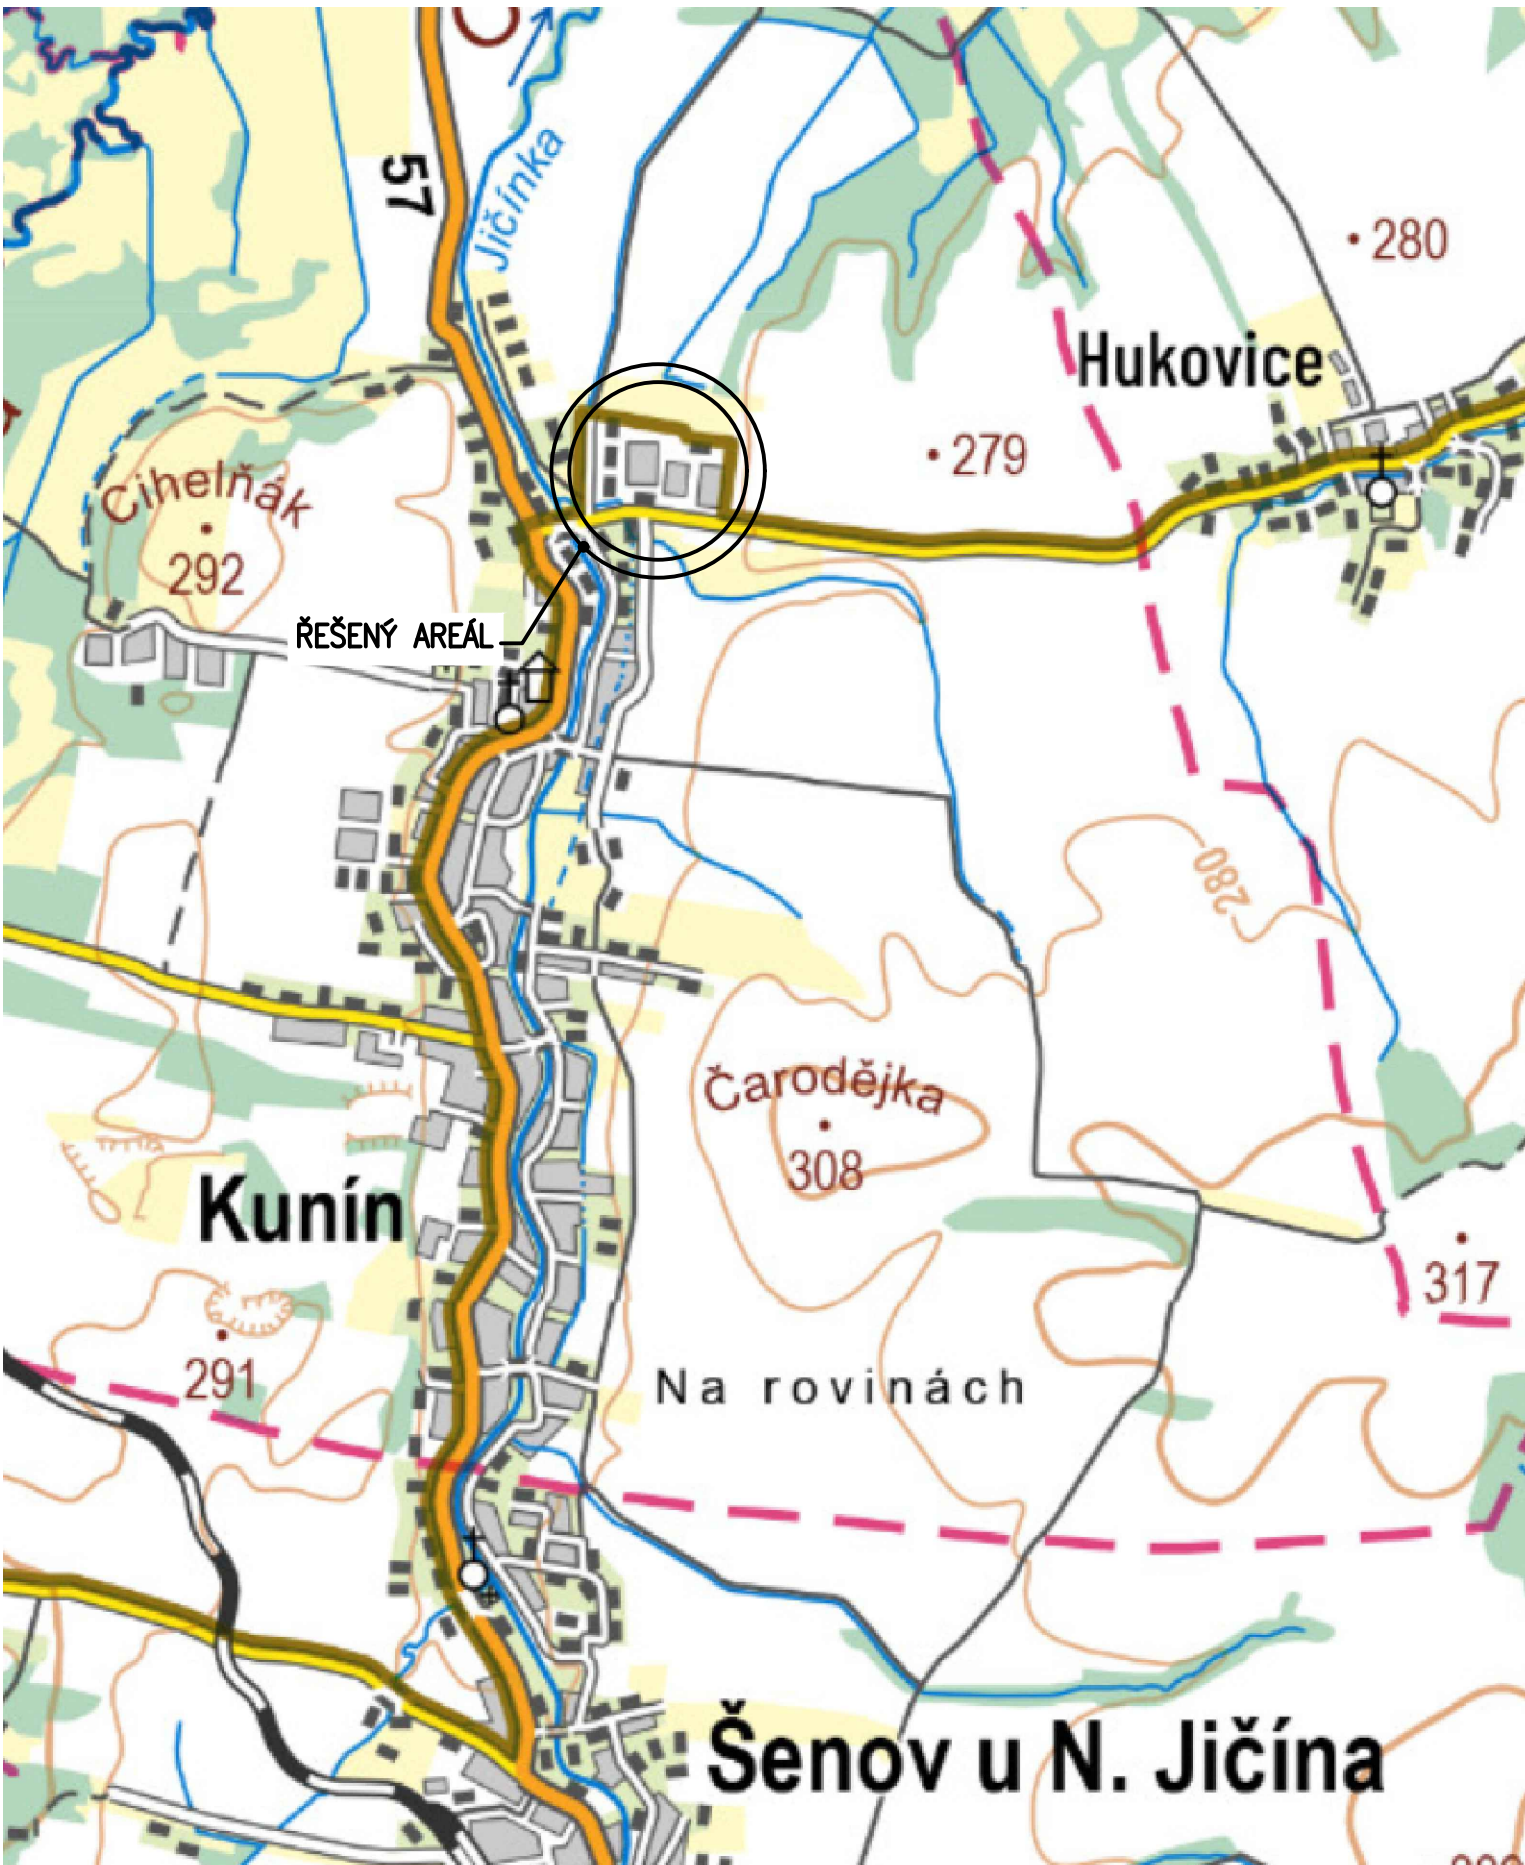 57
Jičínka
280
Hukovice
279
Cihelňák
292
ŘEŠENÝ AREÁL
280
Čarodějka
308
Kunín
317
291
Na rovinách
Šenov u N. Jičína